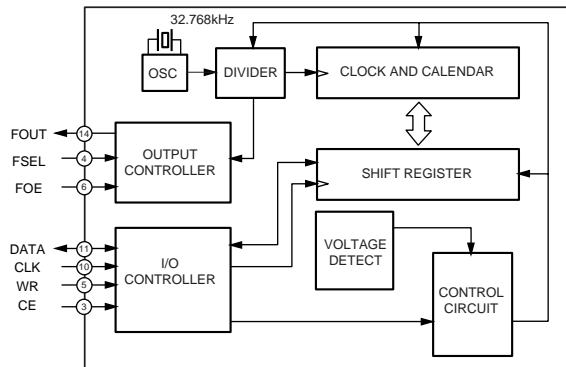 32.768kHz
OSC
DIVIDER
CLOCK AND CALENDAR
FOUT
14
FSEL
4
FOE
6
OUTPUT
CONTROLLER
SHIFT REGISTER
DATA
11
CLK
10
WR
5
CE
3
I/O
CONTROLLER
VOLTAGE
DETECT
CONTROL
CIRCUIT